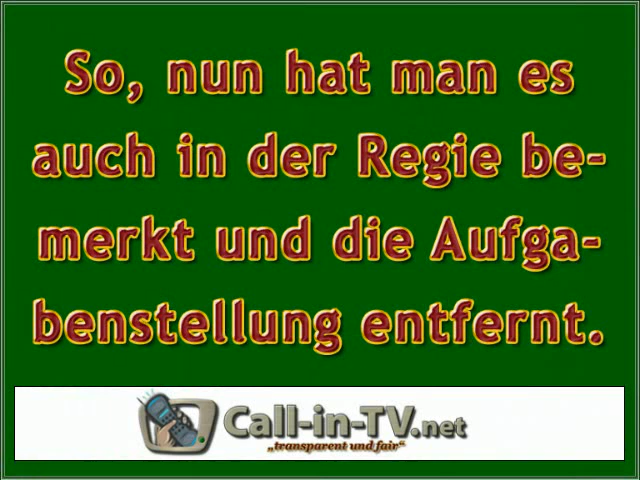 So, nun hat man es
auch in der Regie be-
merkt und die Aufga-
benstellung entfernt.
Call-in-TV.net
„transparent und fair“